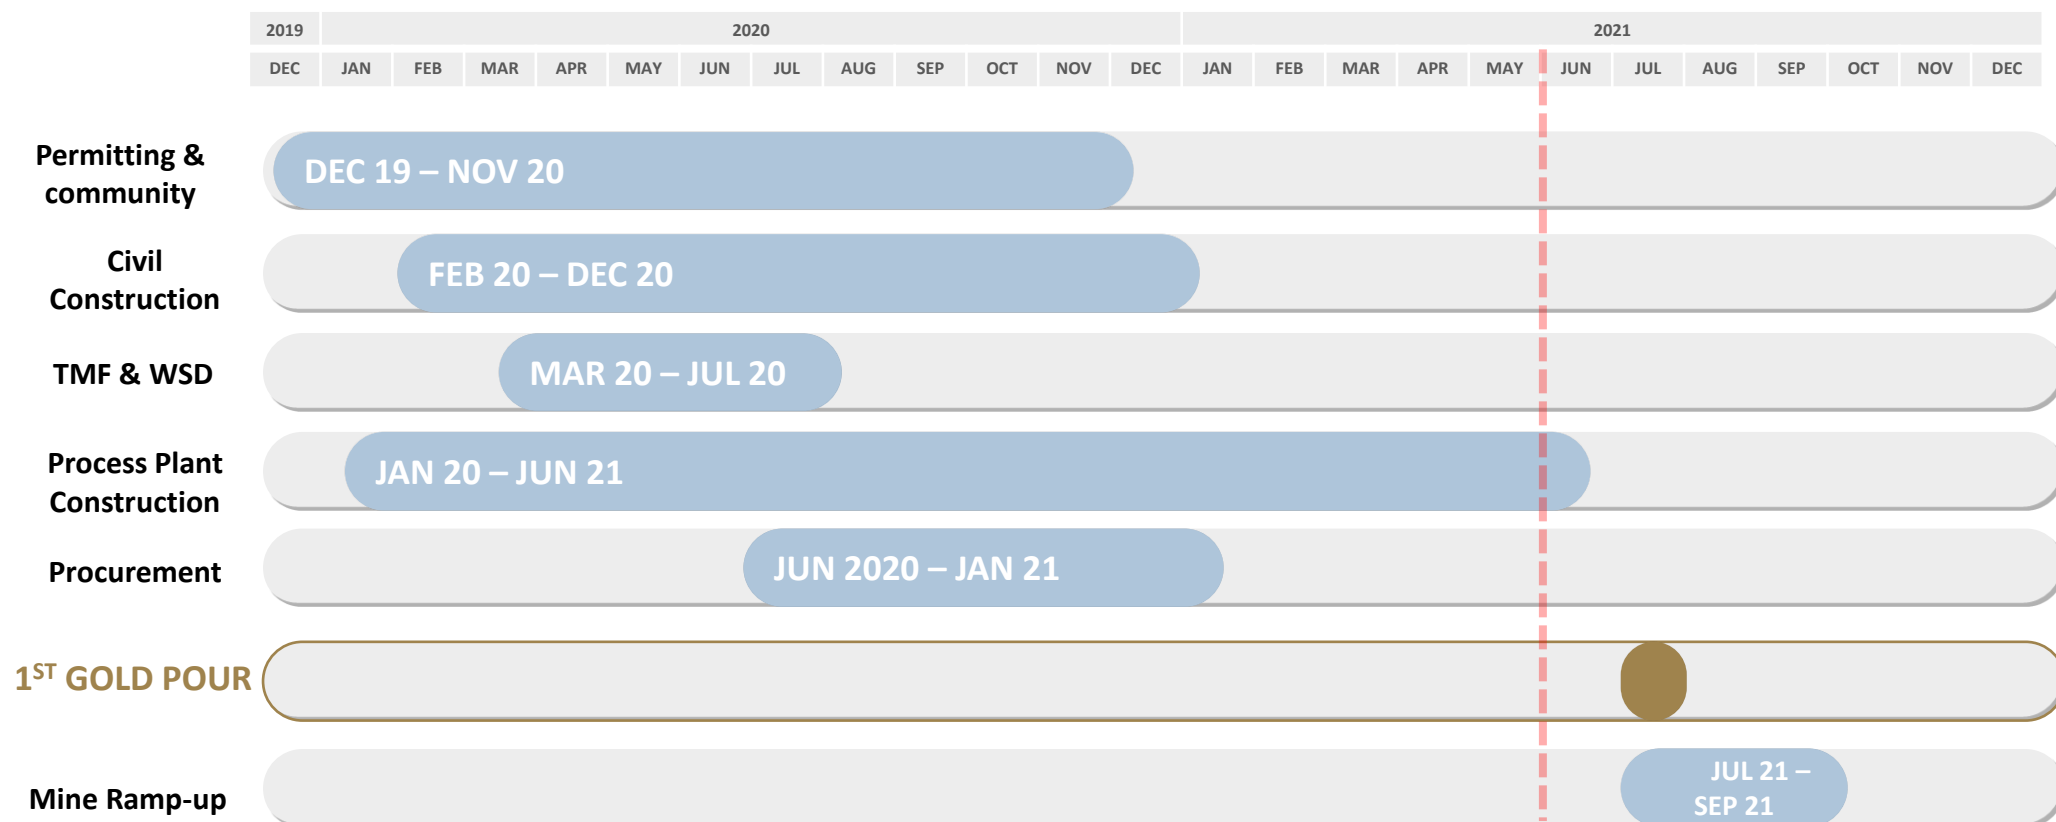 2019 2020 2021
DEC JAN FEB MAR APR MAY JUN JUL AUG SEP OCT NOV DEC JAN FEB MAR APR MAY JUN JUL AUG SEP OCT NOV DEC
Permitting &
community
DEC 19 – NOV 20
Civil
Construction
FEB 20 – DEC 20
TMF & WSD
MAR 20 – JUL 20
Process Plant
Construction
JAN 20 – JUN 21
Procurement
JUN 2020 – JAN 21
1ST GOLD POUR
Mine Ramp-up
JUL 21 –
SEP 21